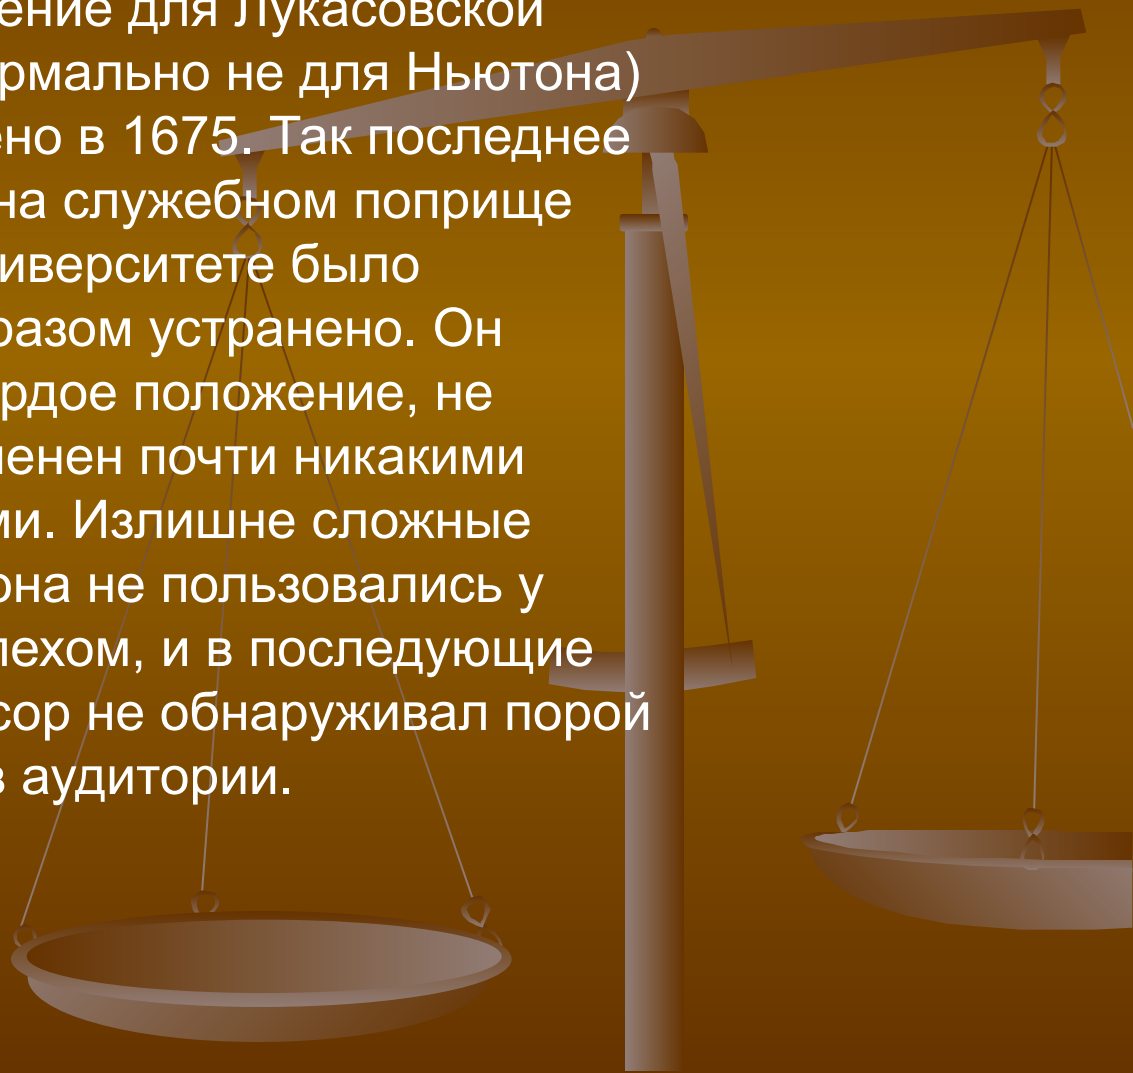 ение для Лукасовской
рмально не для Ньютона)
ено в 1675. Так последнее
на служебном поприще
иверситете было
разом устранено. Он
рдое положение, не
менен почти никакими
ми. Излишне сложные
она не пользовались у
пехом, и в последующие
сор не обнаруживал порой
в аудитории.